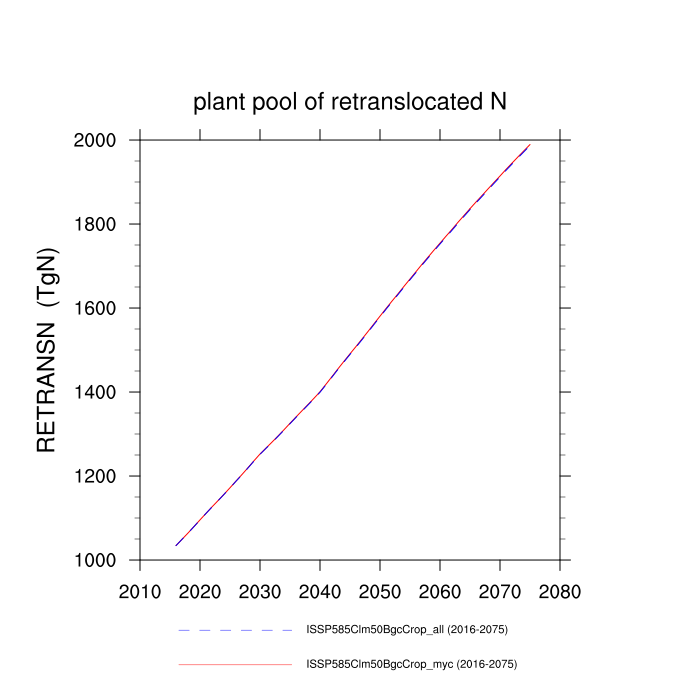 plant pool of retranslocated N
RETRANSN (TgN)
2000
1800
1600
1400
1200
1000
2010 2020 2030 2040 2050 2060 2070 2080
ISSP585Clm50BgcCrop_all (2016-2075)
ISSP585Clm50BgcCrop_myc (2016-2075)